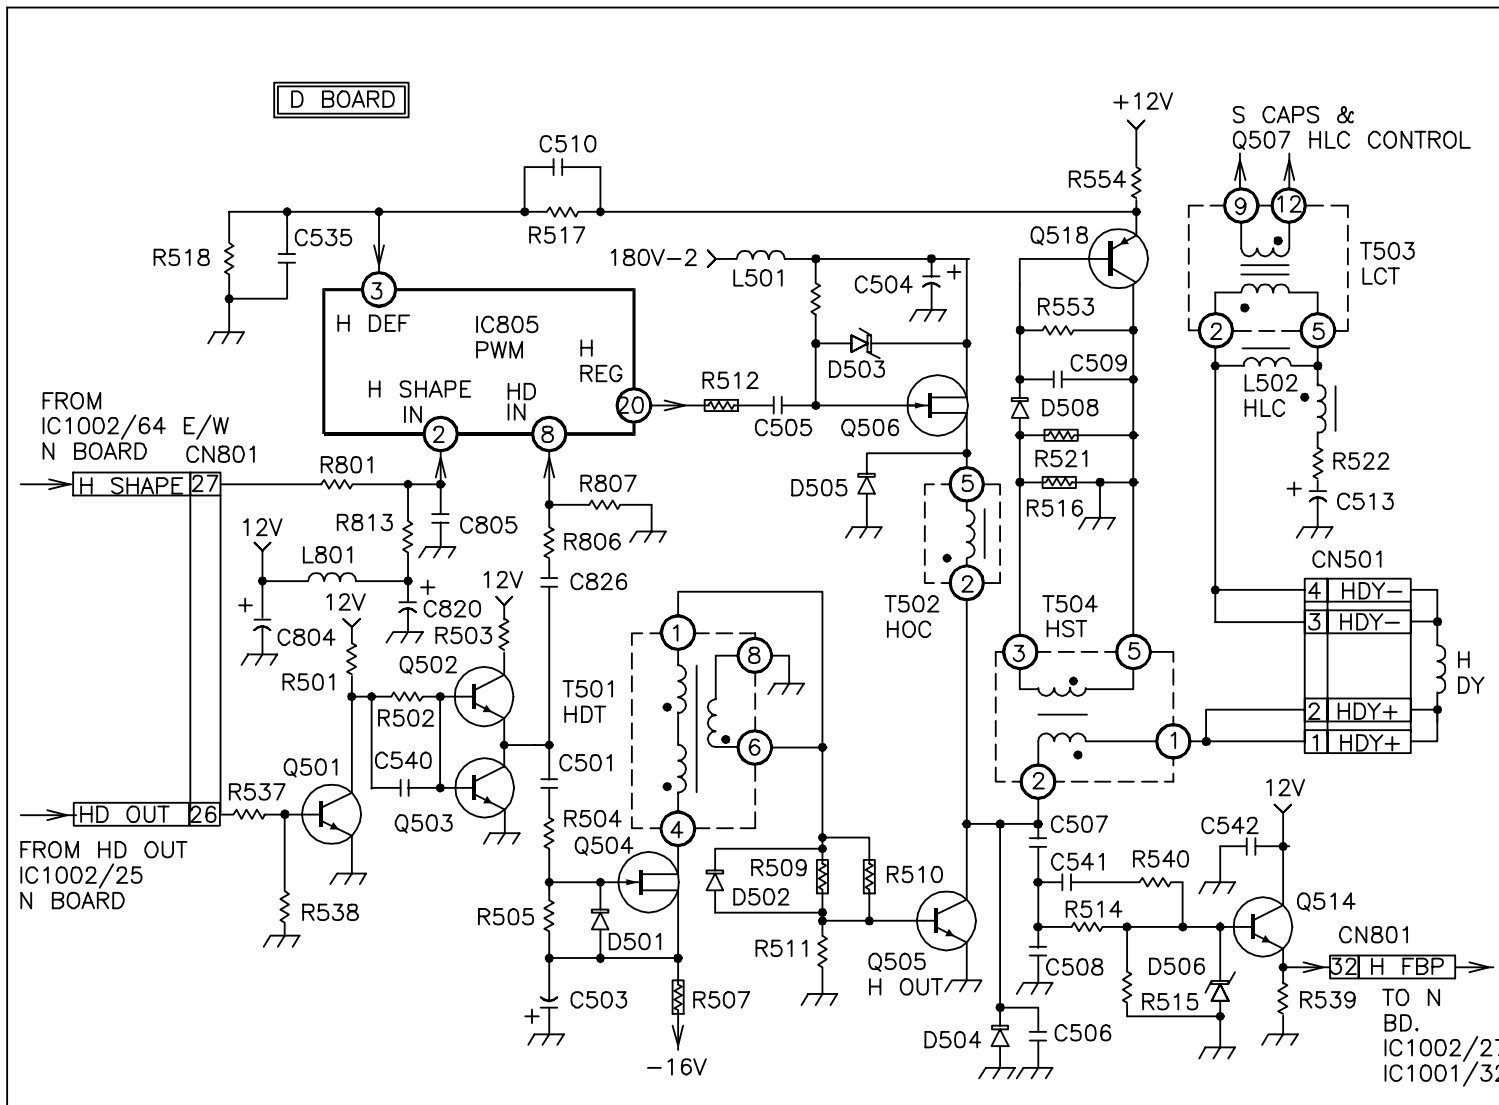 D BOARD
+12V
S CAPS &
Q507 HLC CONTROL
C510
R554
9
12
R517
Q518
T503
LCT
C535
R518
180V-2
L501
C504
3
H DEF
IC805
PWM
H
REG
R553
2
5
D503
C509
L502
HLC
H SHAPE
IN
HD
IN
20
R512
C505
Q506
D508
2
8
FROM
IC1002/64 E/W
N BOARD
CN801
H SHAPE
27
R801
R807
D505
5
R521
R516
R522
+
C513
12V
R813
C805
R806
L801
+
C826
2
CN501
4
HDY-
3
HDY-
2
HDY+
1
HDY+
H
DY
+
C804
12V
C820
12V
R503
1
T502
HOC
T504
HST
3
5
R501
Q502
8
T501
HDT
R502
6
C540
1
2
Q501
C501
R537
Q503
HD OUT
26
R504
Q504
4
C507
12V
C542
FROM HD OUT
IC1002/25
N BOARD
C541
R540
R509
R510
D502
R538
R505
D501
R514
Q514
R511
Q505
H OUT
C508
D506
R515
CN801
32
H FBP
R539
C503
+
R507
D504
C506
TO N
BD.
IC1002/27
IC1001/32
-16V
+